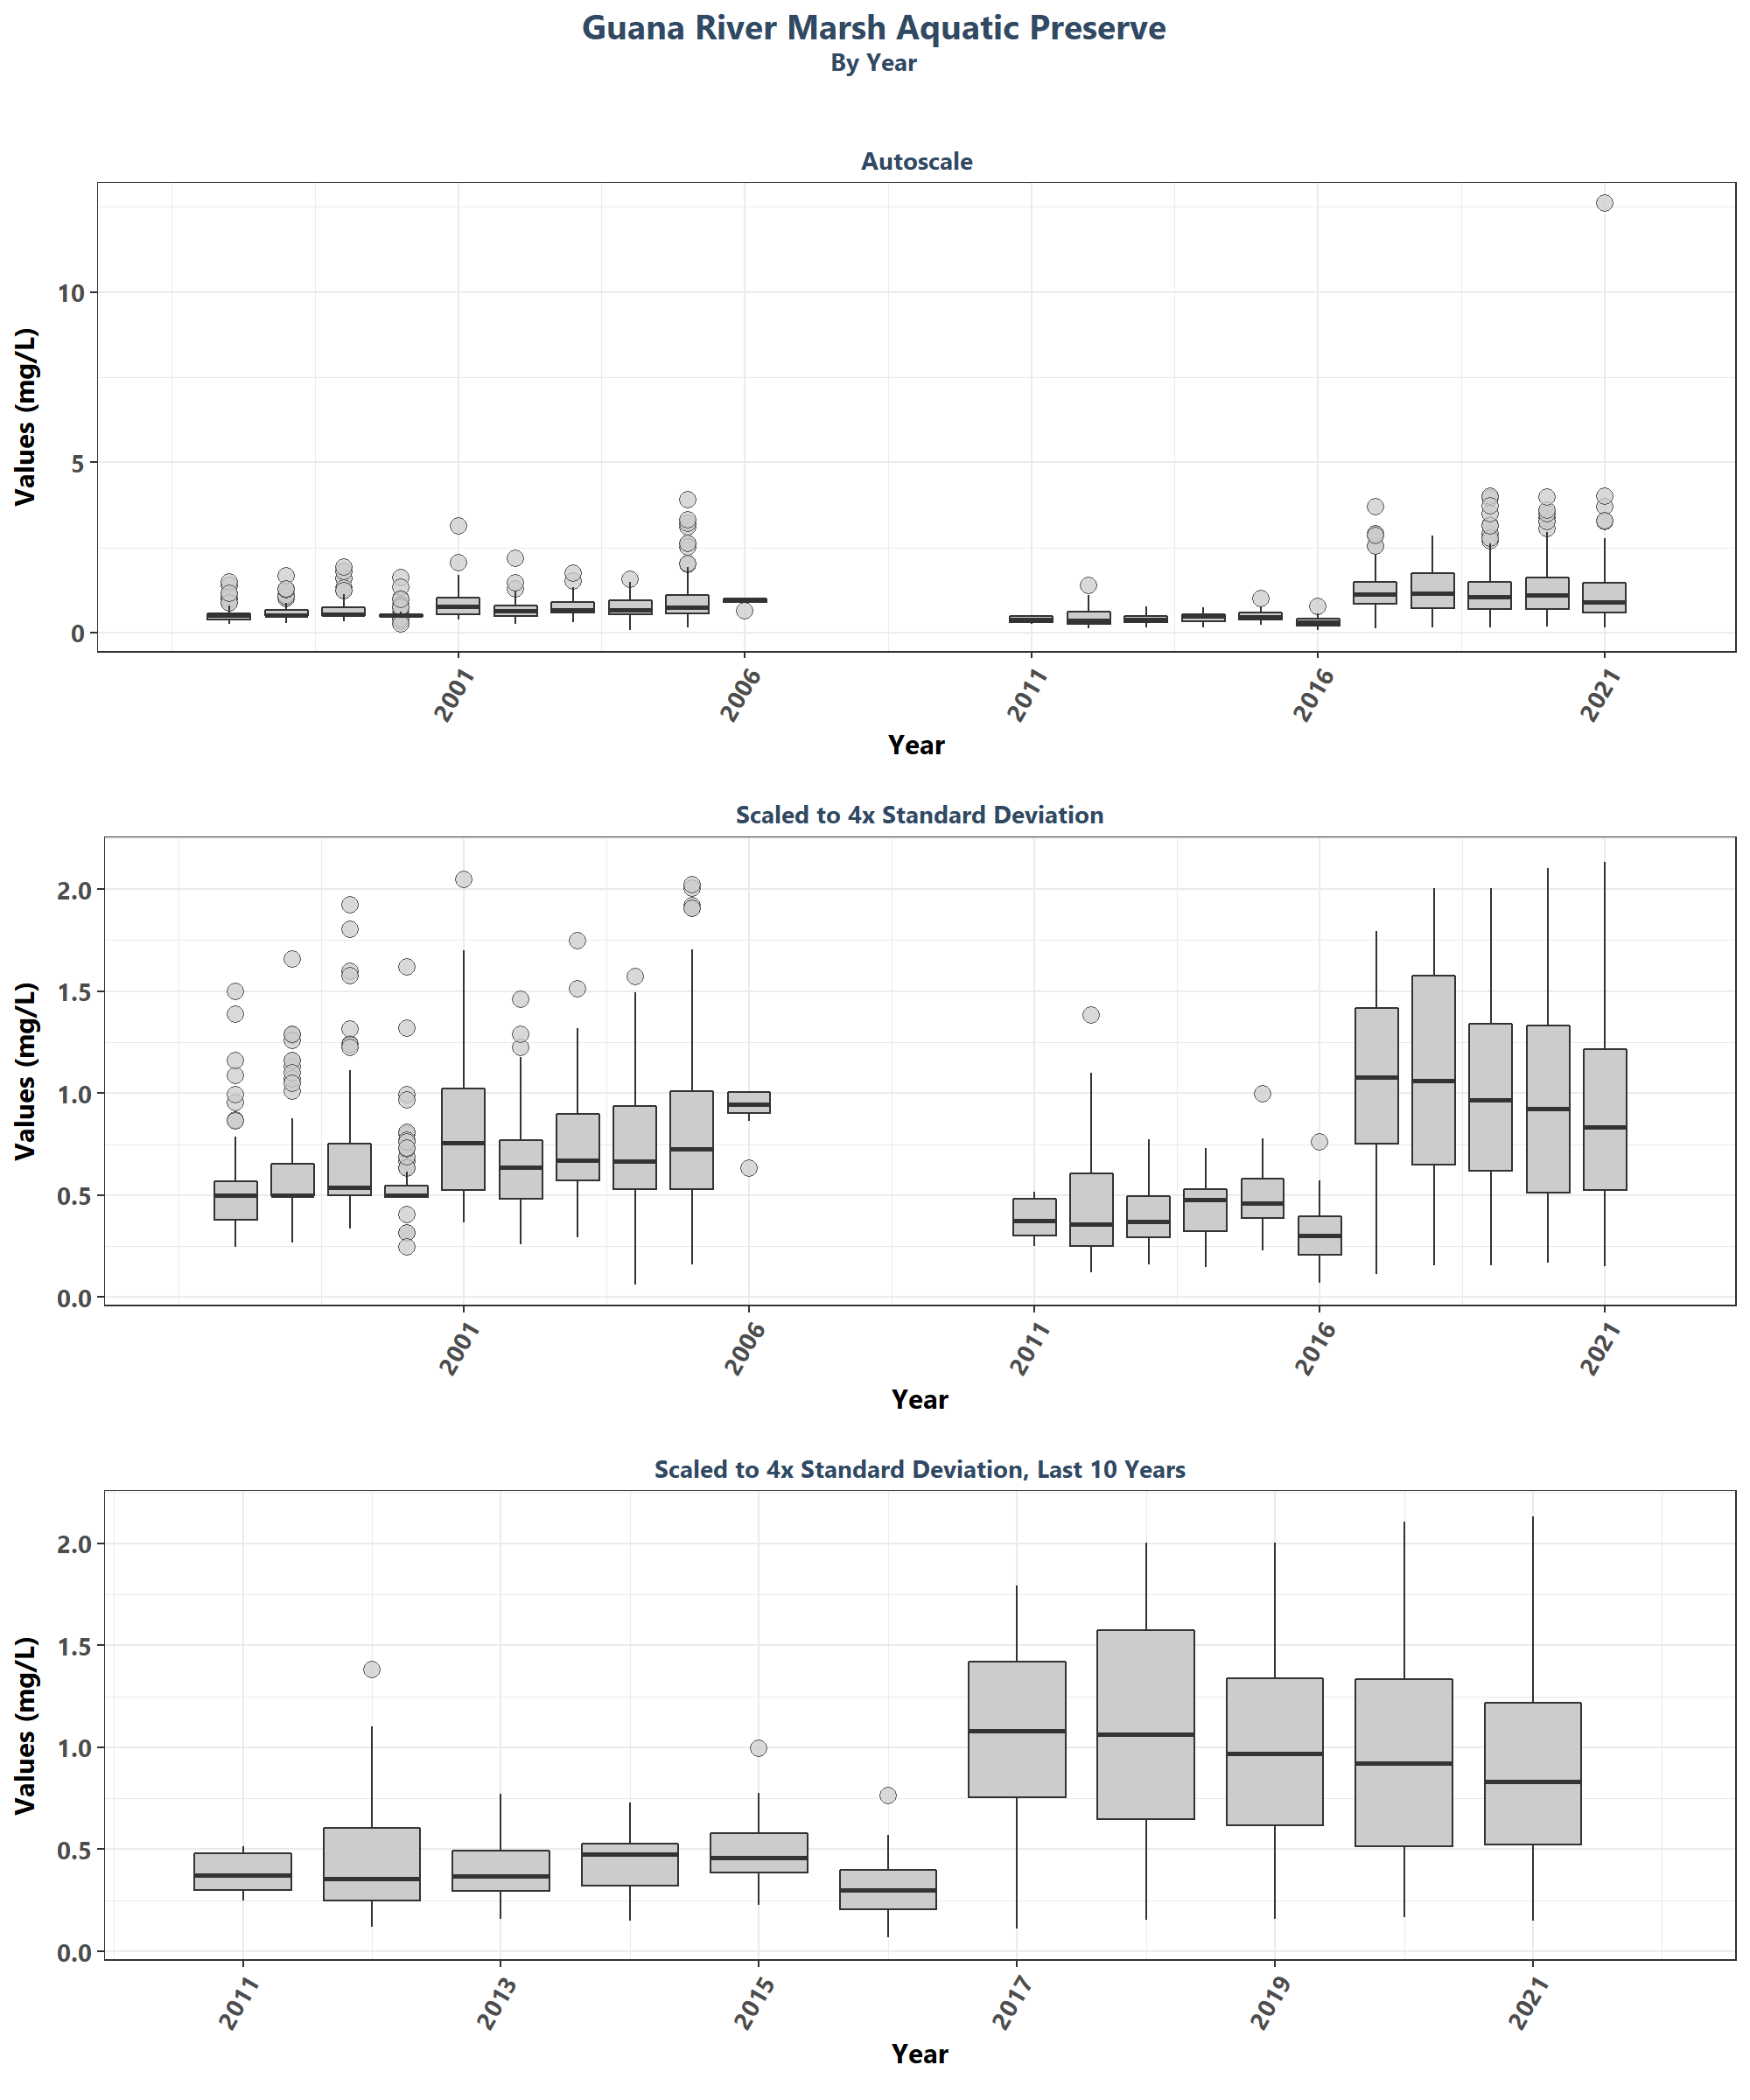 Guana River Marsh Aquatic Preserve
By Year
Autoscale
Values (mg/L)
10
5
0
2001 2006 2011 2016 2021
Year
Scaled to 4x Standard Deviation
Values (mg/L)
2.0
1.5
1.0
0.5
0.0
2001 2006 2011 2016 2021
Year
Scaled to 4x Standard Deviation, Last 10 Years
Values (mg/L)
2.0
1.5
1.0
0.5
0.0
2011 2013 2015 2017 2019 2021
Year